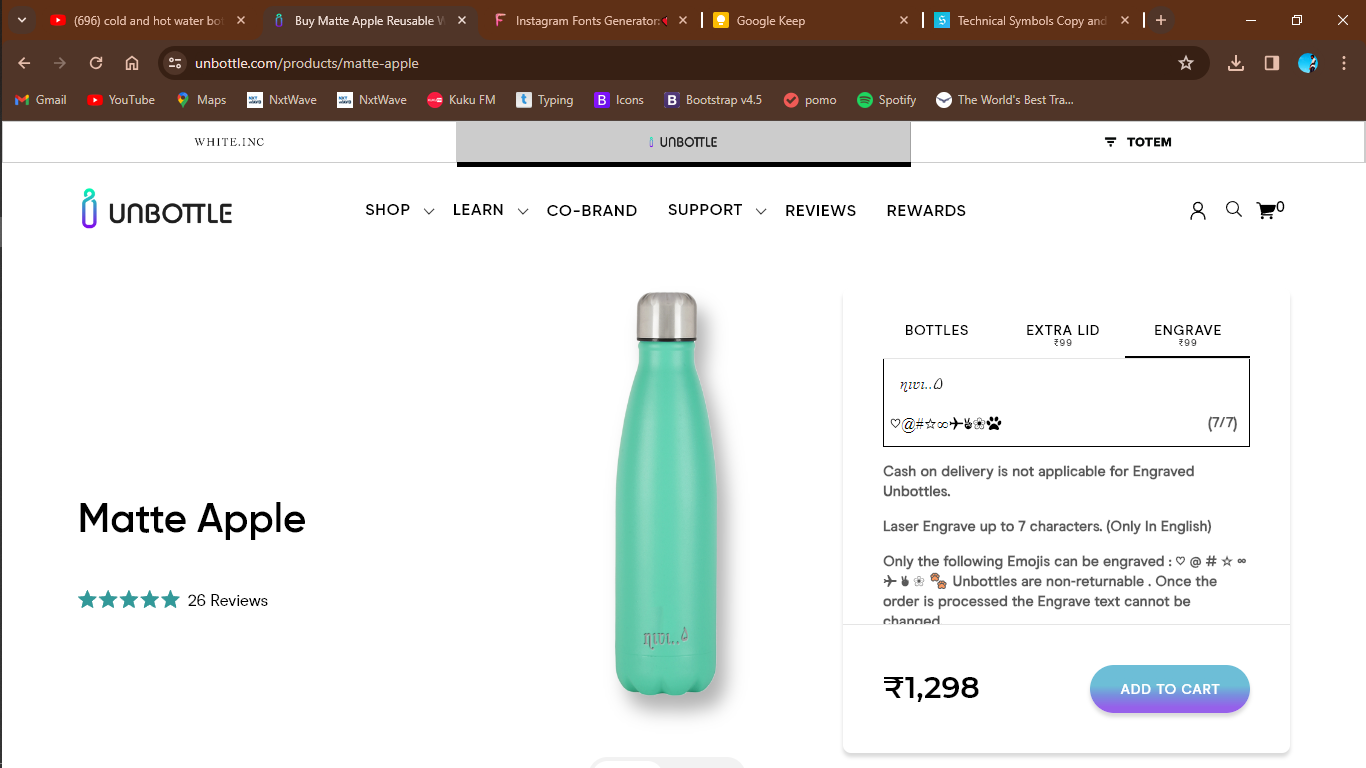 (696) cold and hot water bot
Buy Matte Apple Reusable W
Instagram Fonts Generator:
Google Keep
Technical Symbols Copy and
unbottle.com/products/matte-apple
Gmail
YouTube
Maps
NxtWave
NxtWave
Kuku FM
Typing
Icons
Bootstrap v4.5
pomo
Spotify
The World's Best Tra...
WHITE.INC
UNBOTTLE
TOTEM
UNBOTTLE
SHOP
LEARN
CO-BRAND
SUPPORT
REVIEWS
REWARDS
0
BOTTLES
EXTRA LID
₹99
ENGRAVE
₹99
ηινι..💧︎
♡@#☆∞✈✌❀🐾
(7/7)
Cash on delivery is not applicable for Engraved
Unbottles.
Laser Engrave up to 7 characters. (Only In English)
Only the following Emojis can be engraved : ♡ @ # ☆ ∞
✈ ✌ ❀ 🐾 Unbottles are non-returnable . Once the
order is processed the Engrave text cannot be
changed
Matte Apple
26 Reviews
ηινι..💧︎
₹1,298
ADD TO CART